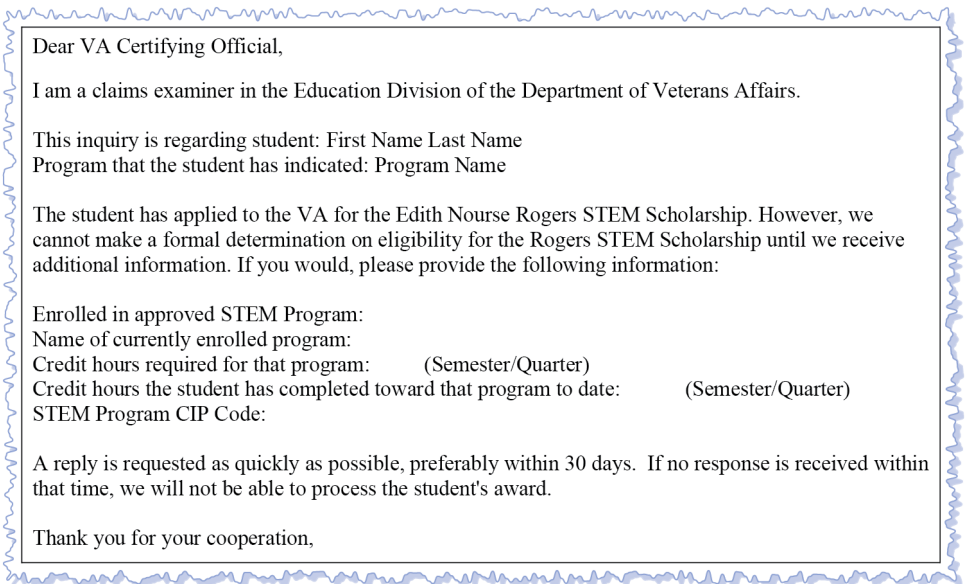 Dear VA Certifying Official,
I am a claims examiner in the Education Division of the Department of Veterans Affairs.
This inquiry is regarding student: First Name Last Name
Program that the student has indicated: Program Name
The student has applied to the VA for the Edith Nourse Rogers STEM Scholarship. However, we
cannot make a formal determination on eligibility for the Rogers STEM Scholarship until we receive
additional information. If you would, please provide the following information:
Enrolled in approved STEM Program:
Name of currently enrolled program:
Credit hours required for that program: (Semester/Quarter)
Credit hours the student has completed toward that program to date: (Semester/Quarter)
STEM Program CIP Code:
A reply is requested as quickly as possible, preferably within 30 days.  If no response is received within
that time, we will not be able to process the student's award.
Thank you for your cooperation,